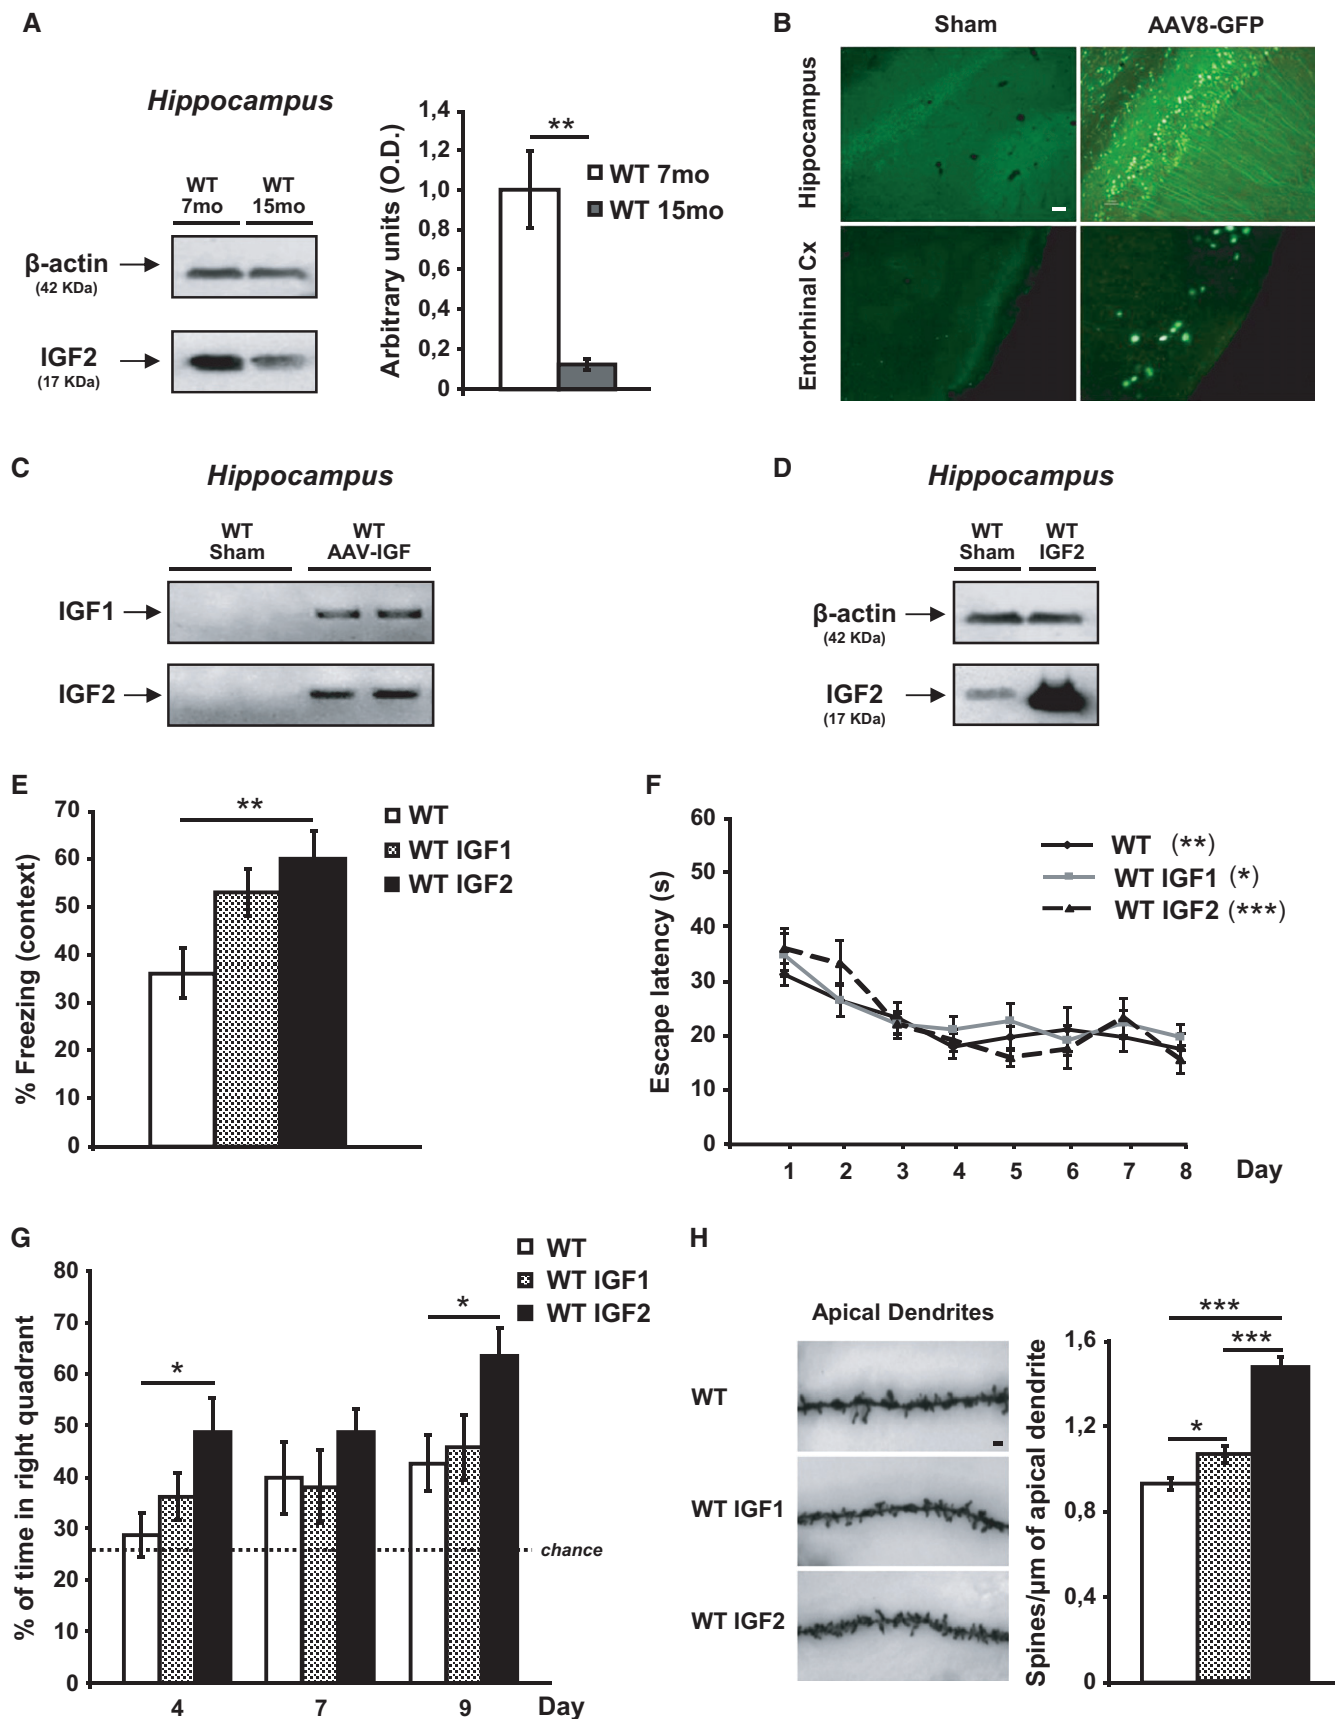 A
Hippocampus
WT
7mo
WT
15mo
β-actin
(42 KDa)
IGF2
(17 KDa)
Arbitrary units (O.D.)
1,4
1,2
1,0
0,8
0,6
0,4
0,2
0
**
WT 7mo
WT 15mo
B
Sham
AAV8-GFP
Hippocampus
Entorhinal Cx
C
Hippocampus
WT
Sham
WT
AAV-IGF
IGF1
IGF2
D
Hippocampus
WT
Sham
WT
IGF2
β-actin
(42 KDa)
IGF2
(17 KDa)
E
% Freezing (context)
70
60
50
40
30
20
10
0
**
WT
WT IGF1
WT IGF2
F
Escape latency (s)
60
50
40
30
20
10
0
WT (**)
WT IGF1 (*)
WT IGF2 (***)
1 2 3 4 5 6 7 8 Day
G
% of time in right quadrant
80
70
60
50
40
30
20
10
0
*
*
WT
WT IGF1
WT IGF2
chance
4 7 9 Day
H
Apical Dendrites
WT
WT IGF1
WT IGF2
Spines/μm of apical dendrite
1,6
1,2
0,8
0,4
0
***
***
*